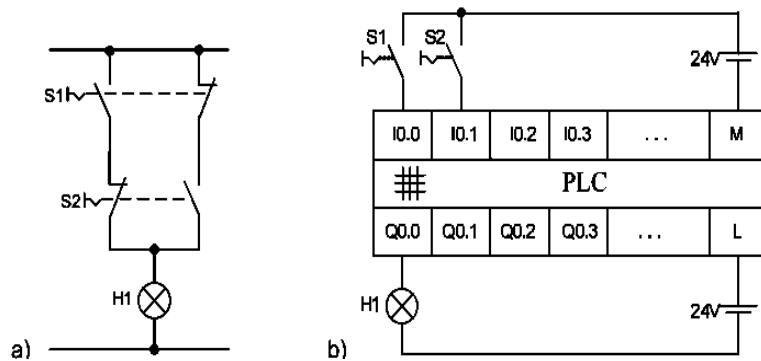 S1
S2
H1
a)
S1 S2
24V
I0.0 I0.1 I0.2 I0.3 ... M
PLC
Q0.0 Q0.1 Q0.2 Q0.3 ... L
H1
24V
b)